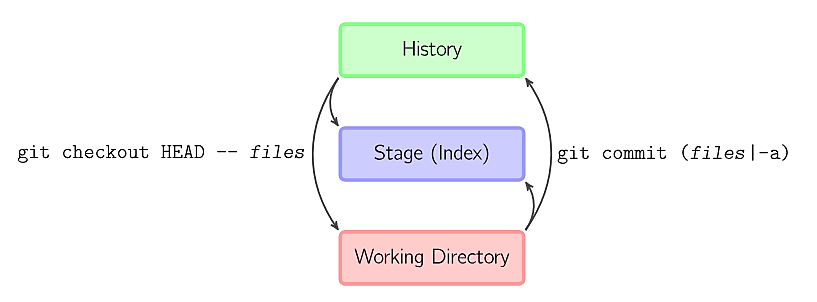 History
git checkout HEAD -- files
Stage (Index)
git commit (files|-a)
Working Directory